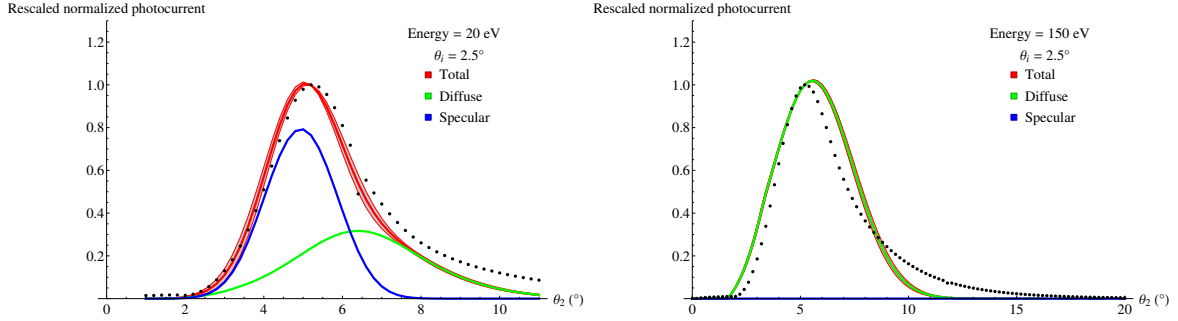 Rescaled normalized photocurrent
Energy = 20 eV
θi = 2.5°
Total
Diffuse
Specular
1.2
1.0
0.8
0.6
0.4
0.2
0 2 4 6 8 10
θ2 (°)
Rescaled normalized photocurrent
Energy = 150 eV
θi = 2.5°
Total
Diffuse
Specular
1.2
1.0
0.8
0.6
0.4
0.2
0 5 10 15 20
θ2 (°)